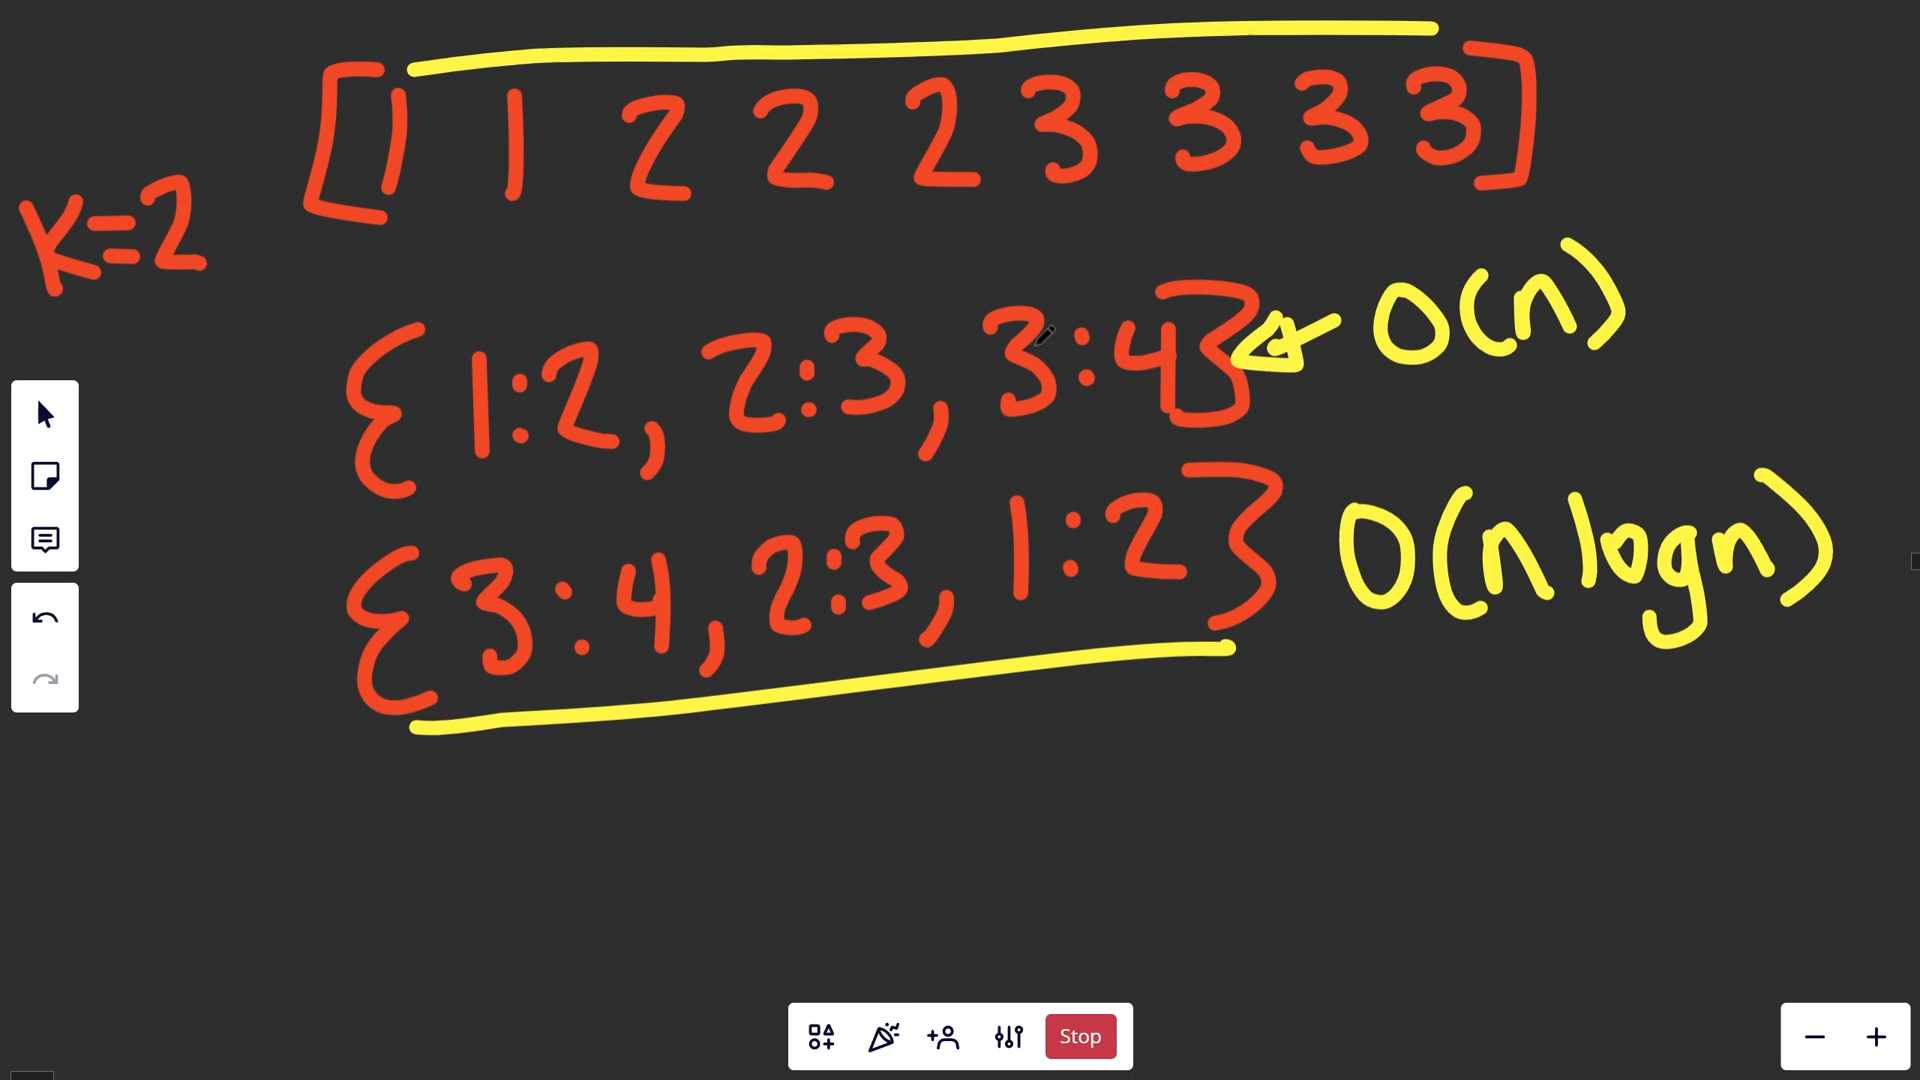 [1 1 2 2 2 3 3 3 3]
K=2
{1:2, 2:3, 3:4} O(n)
{3:4, 2:3, 1:2} O(n logn)
Stop